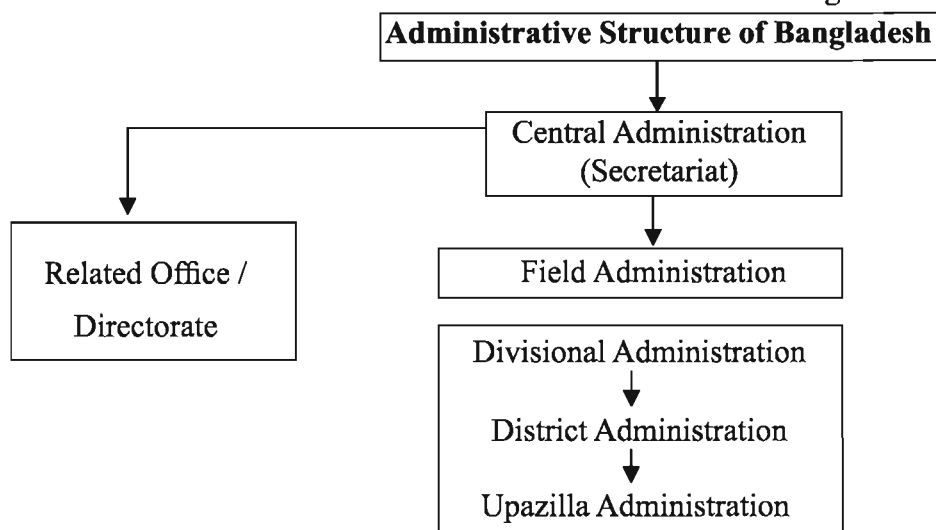 Administrative Structure of Bangladesh
Central Administration
(Secretariat)
Related Office /
Directorate
Field Administration
Divisional Administration
District Administration
Upazilla Administration